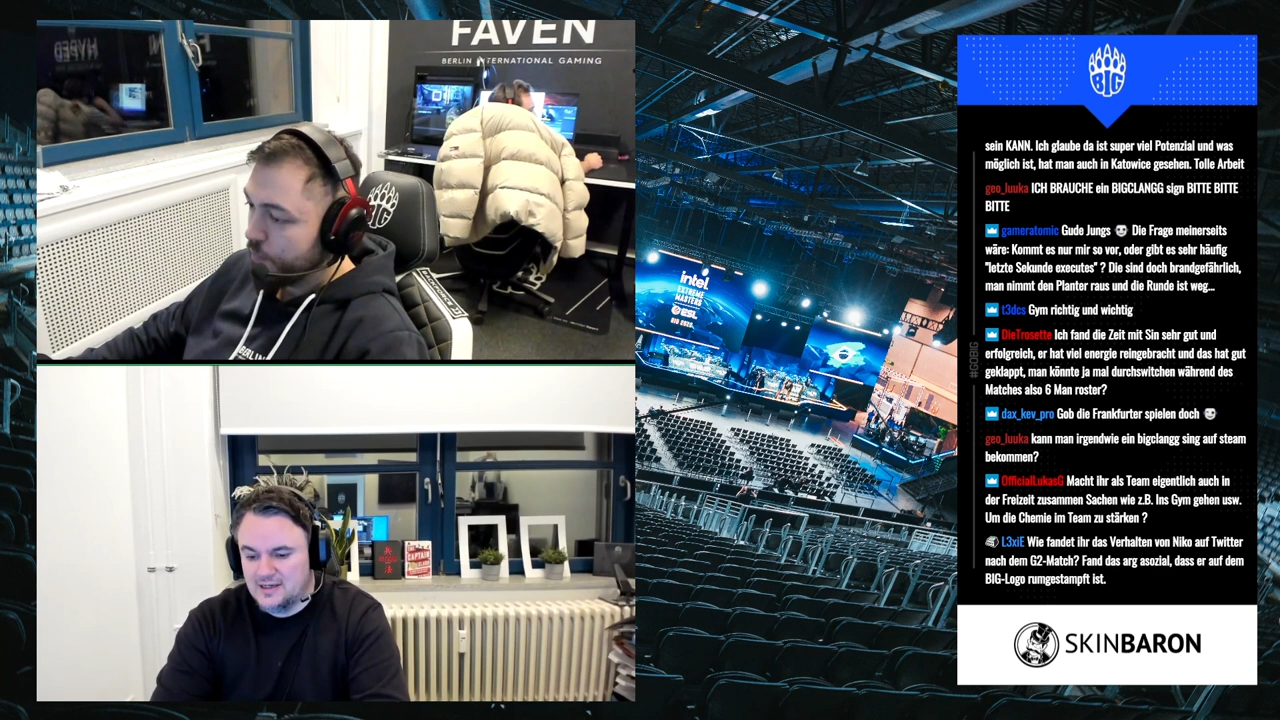 FAVEN
BERLIN INTERNATIONAL GAMING
BIG
intel
EXTREME
MASTERS
ESL
BIG
sein KANN. Ich glaube da ist super viel Potenzial und was
möglich ist, hat man auch in Katowice gesehen. Tolle Arbeit
geo_luuka ICH BRAUCHE ein BIGCLANGG sign BITTE BITTE
BITTE
gameratomic Gude Jungs Die Frage meinerseits
wäre: Kommt es nur mir so vor, oder gibt es sehr häufig
"letzte Sekunde executes" ? Die sind doch brandgefährlich,
man nimmt den Planter raus und die Runde ist weg...
t3dcs Gym richtig und wichtig
DieTrosette Ich fand die Zeit mit Sin sehr gut und
erfolgreich, er hat viel energie reingebracht und das hat gut
geklappt, man könnte ja mal durchswitchen während des
Matches also 6 Man roster?
dax_kev_pro Gob die Frankfurter spielen doch
geo_luuka kann man irgendwie ein bigclangg sing auf steam
bekommen?
OfficialLukasG Macht ihr als Team eigentlich auch in
der Freizeit zusammen Sachen wie z.B. Ins Gym gehen usw.
Um die Chemie im Team zu stärken ?
L3xiE Wie fandet ihr das Verhalten von Niko auf Twitter
nach dem G2-Match? Fand das arg asozial, dass er auf dem
BIG-Logo rumgestampft ist.
#GOBIG
SKINBARON